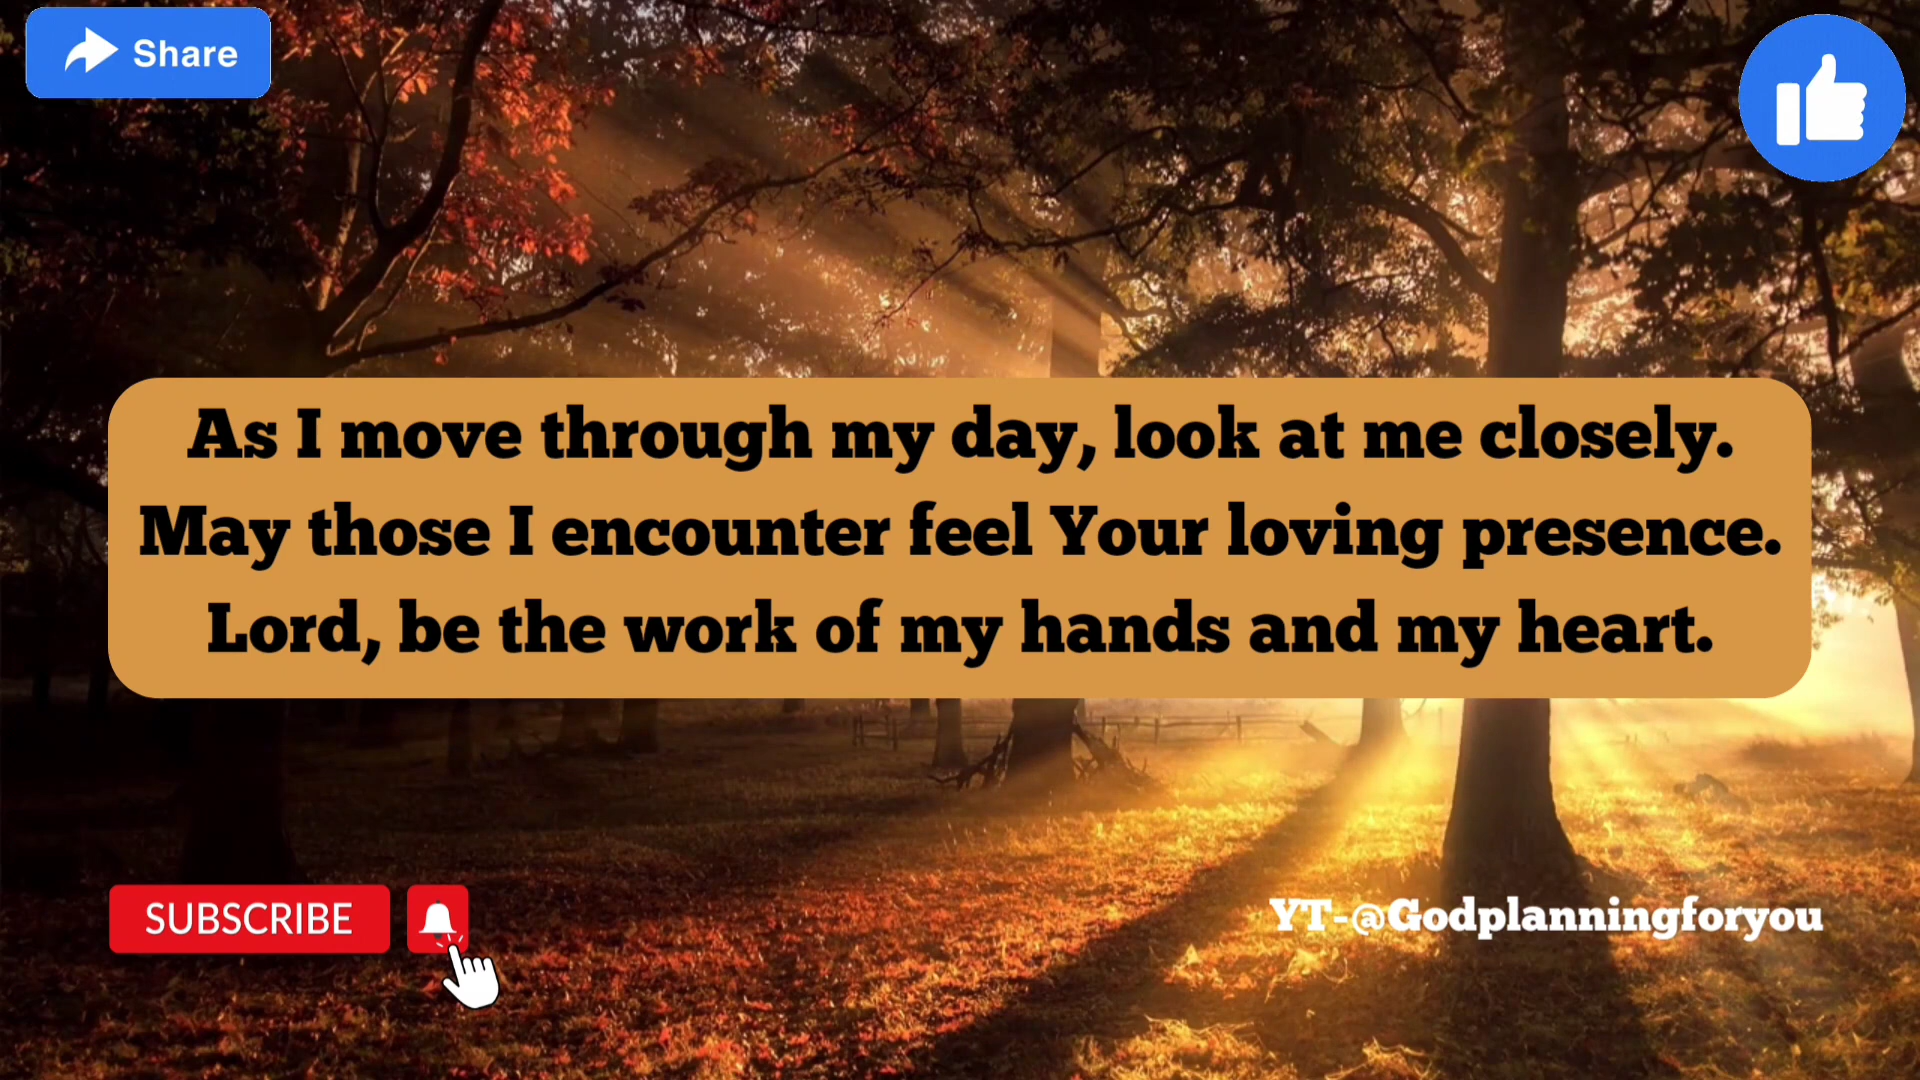 Share
As I move through my day, look at me closely.
May those I encounter feel Your loving presence.
Lord, be the work of my hands and my heart.
SUBSCRIBE
YT-@Godplanningforyou